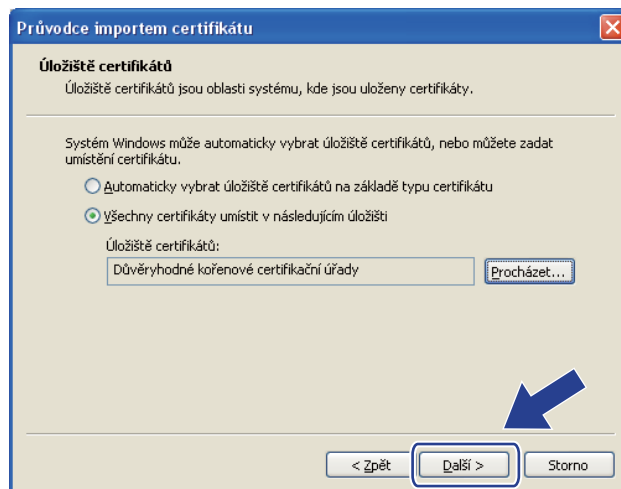 Průvodce importem certifikátu
Úložiště certifikátů
Úložiště certifikátů jsou oblasti systému, kde jsou uloženy certifikáty.
Systém Windows může automaticky vybrat úložiště certifikátů, nebo můžete zadat
umístění certifikátu.
Automaticky vybrat úložiště certifikátů na základě typu certifikátu
Všechny certifikáty umístit v následujícím úložišti
Úložiště certifikátů:
Důvěryhodné kořenové certifikační úřady
Procházet...
< Zpět
Další >
Storno